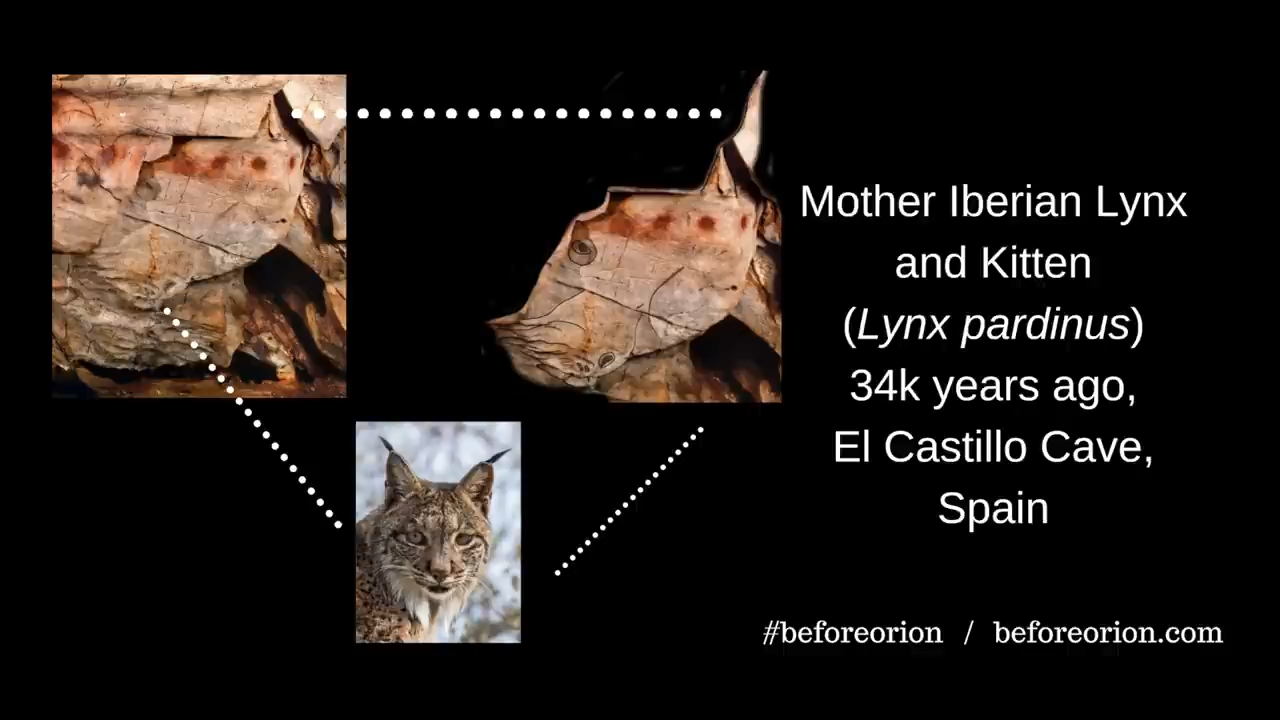 Mother Iberian Lynx
and Kitten
(Lynx pardinus)
34k years ago,
El Castillo Cave,
Spain
#beforeorion / beforeorion.com